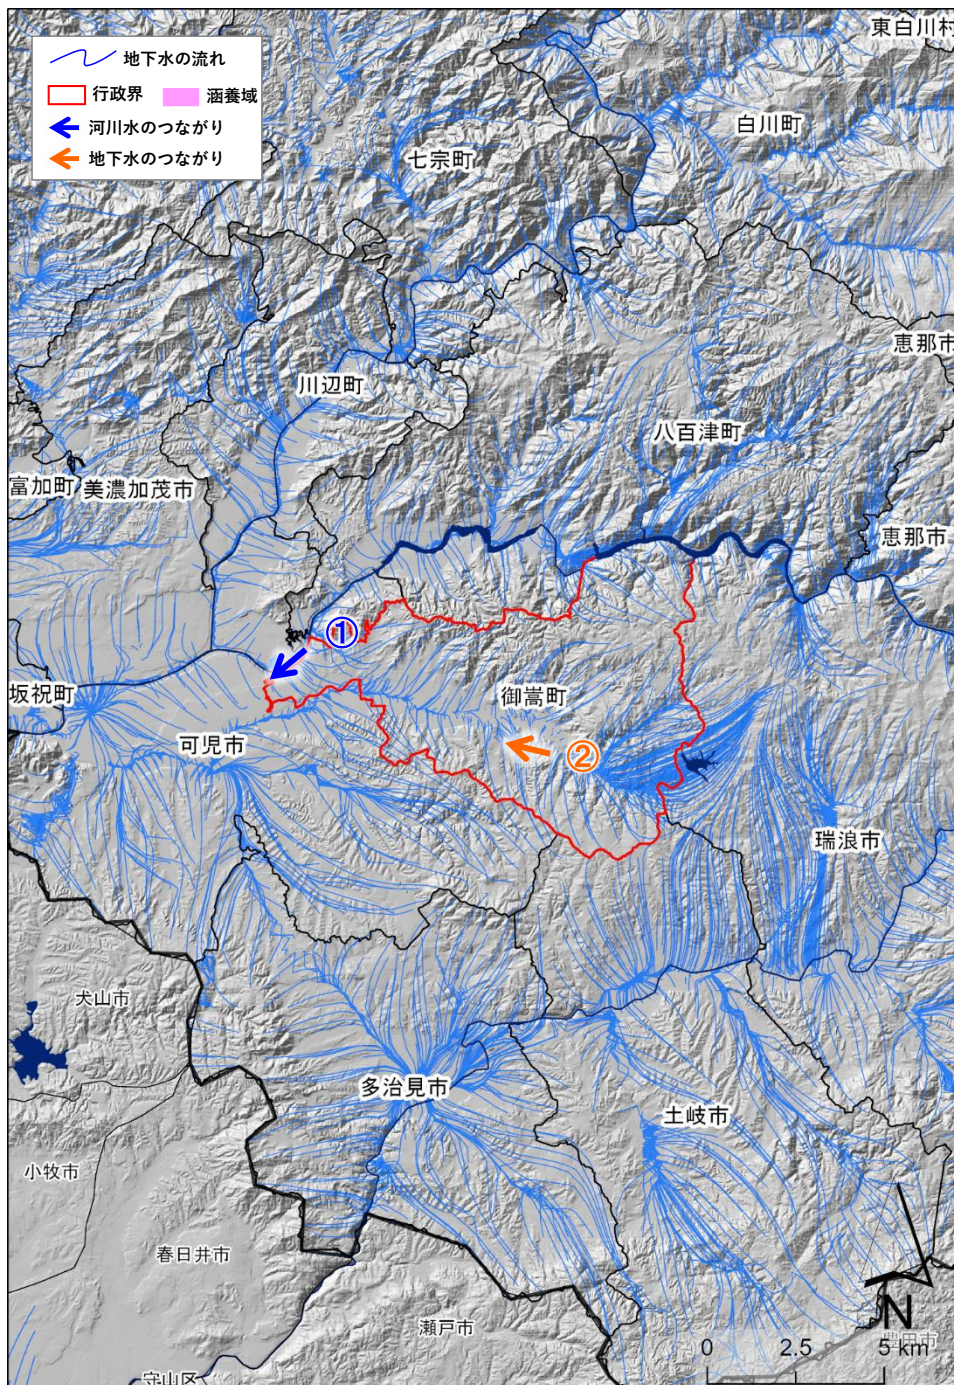 地下水の流れ
行政界 涵養域
河川水のつながり
地下水のつながり
東白川村
白川町
七宗町
恵那市
川辺町
八百津町
富加町 美濃加茂市
恵那市
①
御嵩町
坂祝町
可児市
②
瑞浪市
犬山市
多治見市
土岐市
小牧市
春日井市
瀬戸市
N
豊田市
0 2.5 5 km
守山区